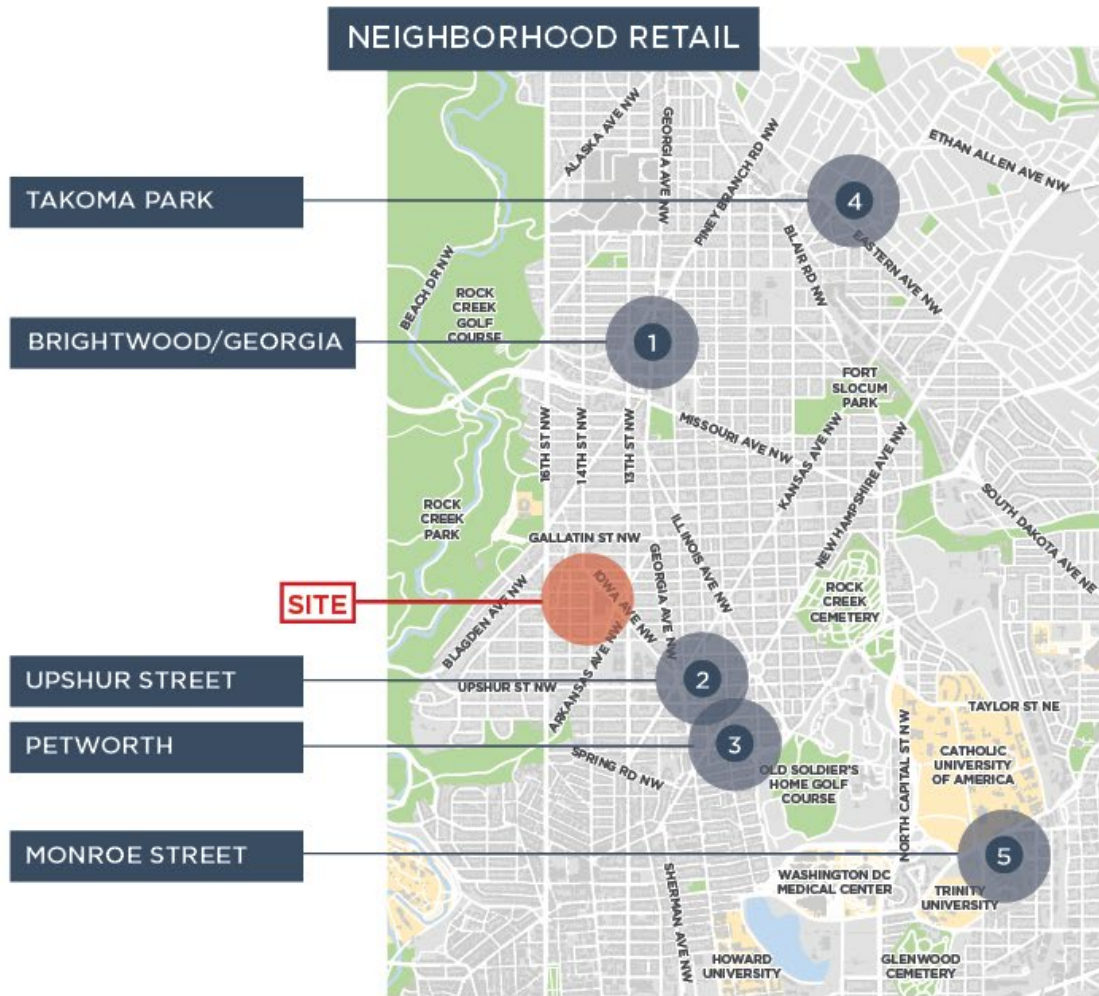 NEIGHBORHOOD RETAIL
ALASKA AVE NW
GEORGIA AVE NW
PINEY BRANCH RD NW
ETHAN ALLEN AVE NW
TAKOMA PARK
4
BLAIR RD NW
EASTERN AVE NW
BEACH DR NW
ROCK
CREEK
GOLF
COURSE
BRIGHTWOOD/GEORGIA
1
FORT
SLOCUM
PARK
16TH ST NW
14TH ST NW
13TH ST NW
MISSOURI AVE NW
KANSAS AVE NW
NEW HAMPSHIRE AVE NW
SOUTH DAKOTA AVE NE
ROCK
CREEK
PARK
GALLATIN ST NW
ILLINOIS AVE NW
GEORGIA AVE NW
IOWA AVE NW
SITE
BLAGDEN AVE NW
ARKANSAS AVE NW
ROCK
CREEK
CEMETERY
UPSHUR STREET
UPSHUR ST NW
2
TAYLOR ST NE
PETWORTH
3
SPRING RD NW
OLD SOLDIER'S
HOME GOLF
COURSE
NORTH CAPITAL ST NW
CATHOLIC
UNIVERSITY
OF AMERICA
MONROE STREET
5
SHERMAN AVE NW
WASHINGTON DC
MEDICAL CENTER
TRINITY
UNIVERSITY
HOWARD
UNIVERSITY
GLENWOOD
CEMETERY